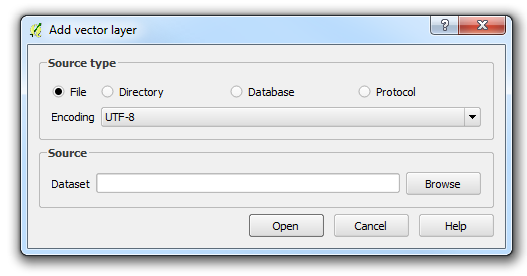 Add vector layer
Source type
File Directory Database Protocol
Encoding UTF-8
Source
Dataset Browse
Open Cancel Help